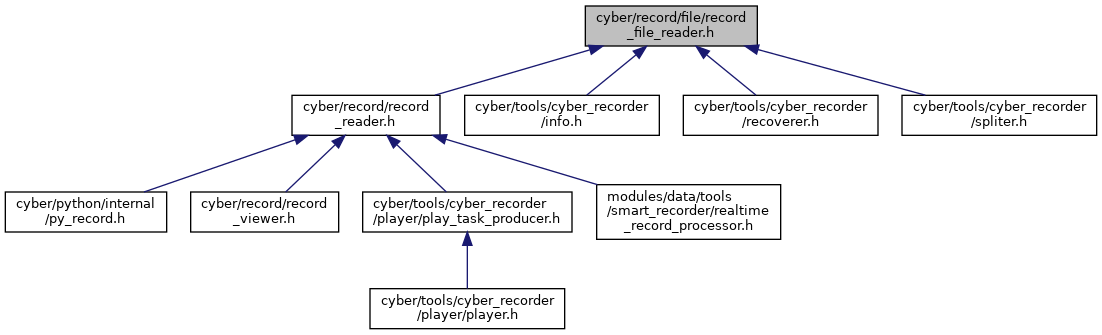 cyber/record/file/record
_file_reader.h
cyber/record/record
_reader.h
cyber/tools/cyber_recorder
/info.h
cyber/tools/cyber_recorder
/recoverer.h
cyber/tools/cyber_recorder
/spliter.h
cyber/python/internal
/py_record.h
cyber/record/record
_viewer.h
cyber/tools/cyber_recorder
/player/play_task_producer.h
modules/data/tools
/smart_recorder/realtime
_record_processor.h
cyber/tools/cyber_recorder
/player/player.h